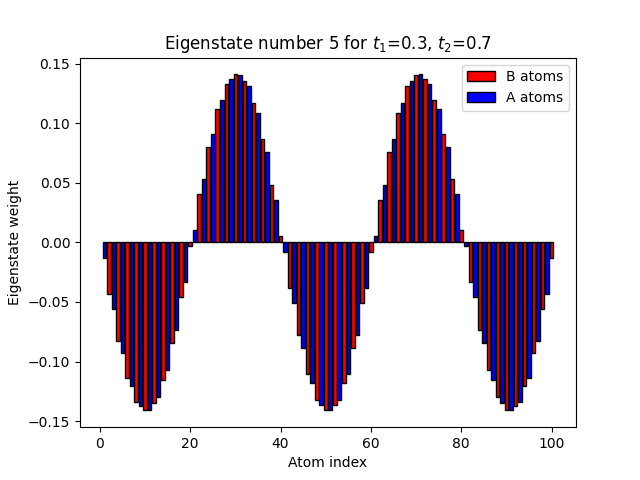 Eigenstate number 5 for t₁=0.3, t₂=0.7
B atoms
A atoms
Eigenstate weight
0.15
0.10
0.05
0.00
−0.05
−0.10
−0.15
0 20 40 60 80 100
Atom index